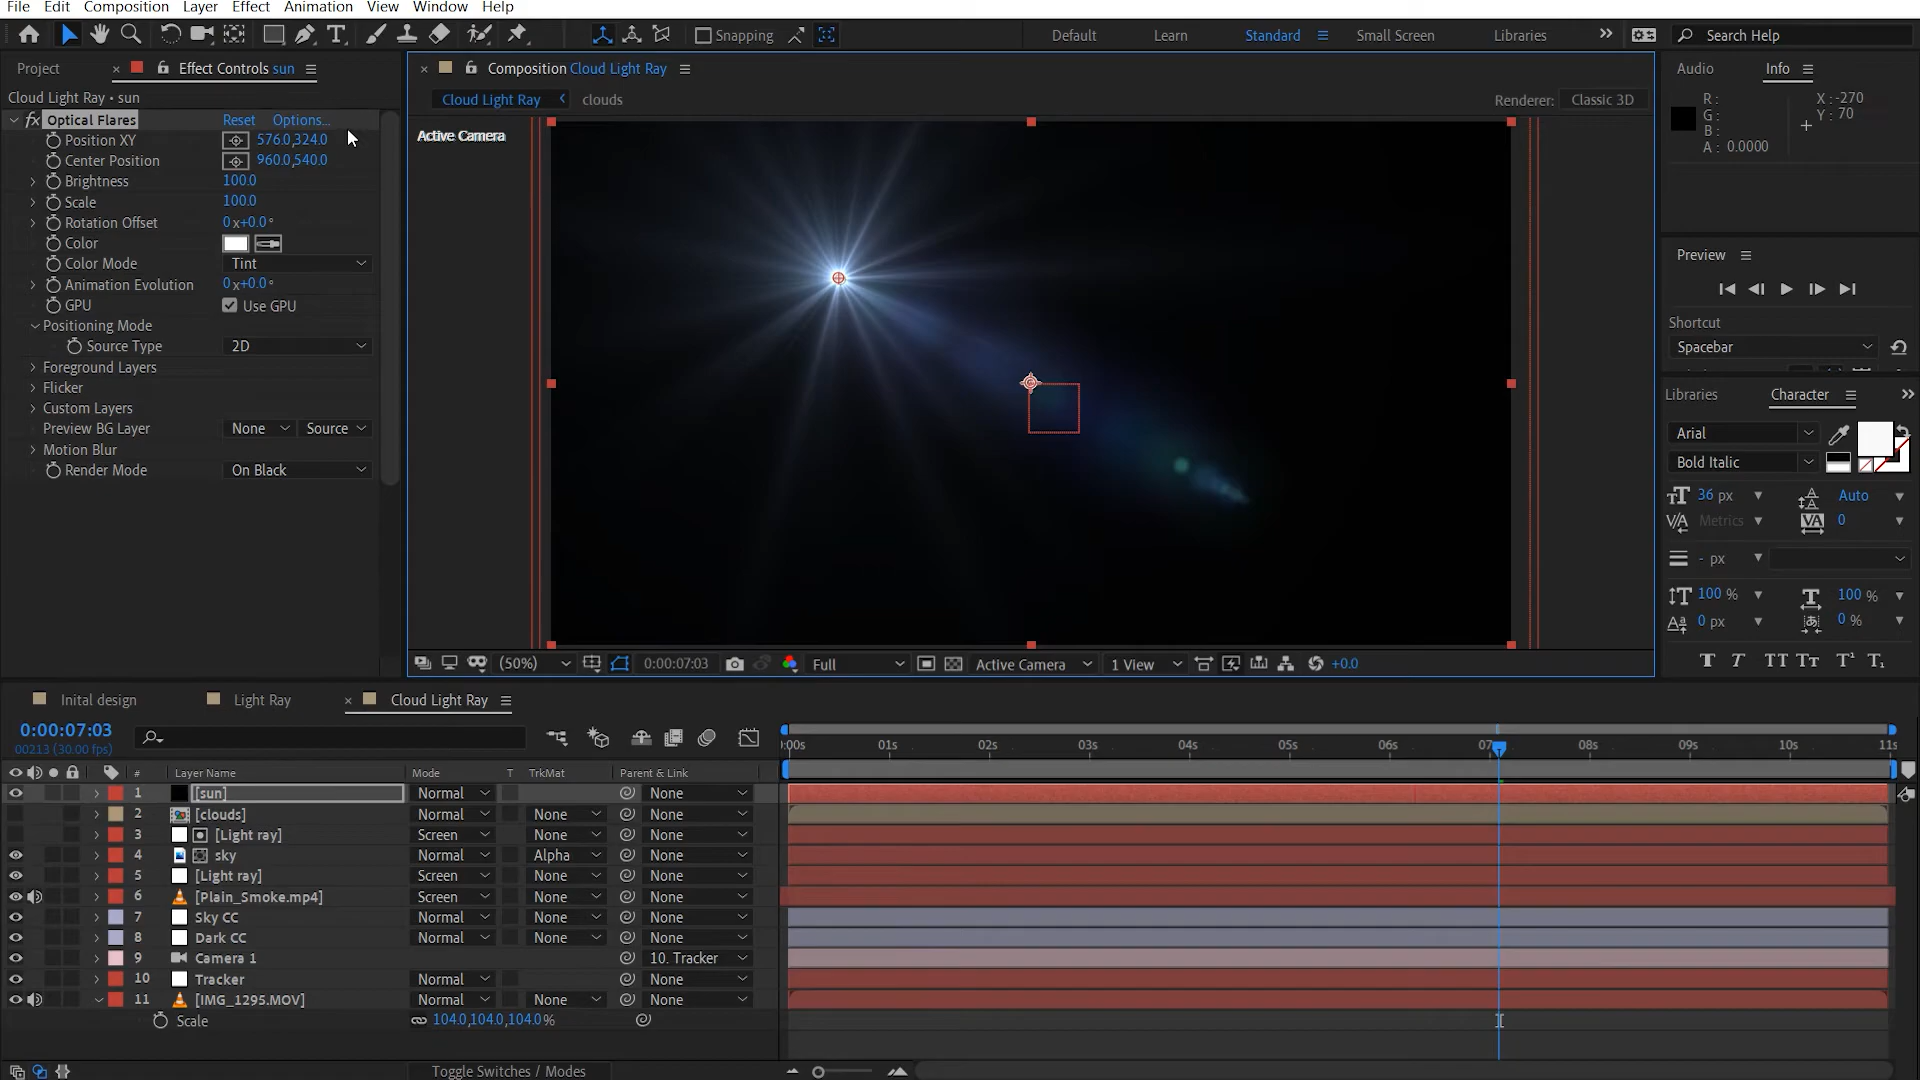 File Edit Composition Layer Effect Animation View Window Help
Snapping
Default Learn Standard Small Screen Libraries Search Help
Project
Effect Controls sun
Composition Cloud Light Ray
Audio Info
Cloud Light Ray • sun
Cloud Light Ray clouds
Renderer: Classic 3D
R:
G:
B:
A: 0.0000
X: -270
Y: 70
fx Optical Flares Reset Options...
Position XY 576.0,324.0
Center Position 960.0,540.0
Brightness 100.0
Scale 100.0
Rotation Offset 0x+0.0°
Color
Color Mode Tint
Animation Evolution 0x+0.0°
GPU Use GPU
Positioning Mode
Source Type 2D
Foreground Layers
Flicker
Custom Layers
Preview BG Layer None Source
Motion Blur
Render Mode On Black
Active Camera
Preview
Shortcut
Spacebar
Libraries Character
Arial
Bold Italic
36 px Auto
Metrics 0
- px
100 % 100 %
0 px 0 %
(50%) 0:00:07:03 Full Active Camera 1 View +0.0
Inital design Light Ray Cloud Light Ray
0:00:07:03
00213 (30.00 fps)
:00s 01s 02s 03s 04s 05s 06s 07s 08s 09s 10s 11s
# Layer Name Mode T TrkMat Parent & Link
1 [sun] Normal None
2 [clouds] Normal None None
3 [Light ray] Screen None None
4 sky Normal Alpha None
5 [Light ray] Screen None None
6 [Plain_Smoke.mp4] Screen None None
7 Sky CC Normal None None
8 Dark CC Normal None None
9 Camera 1 10. Tracker
10 Tracker Normal None None
11 [IMG_1295.MOV] Normal None None
Scale 104.0,104.0,104.0%
Toggle Switches / Modes